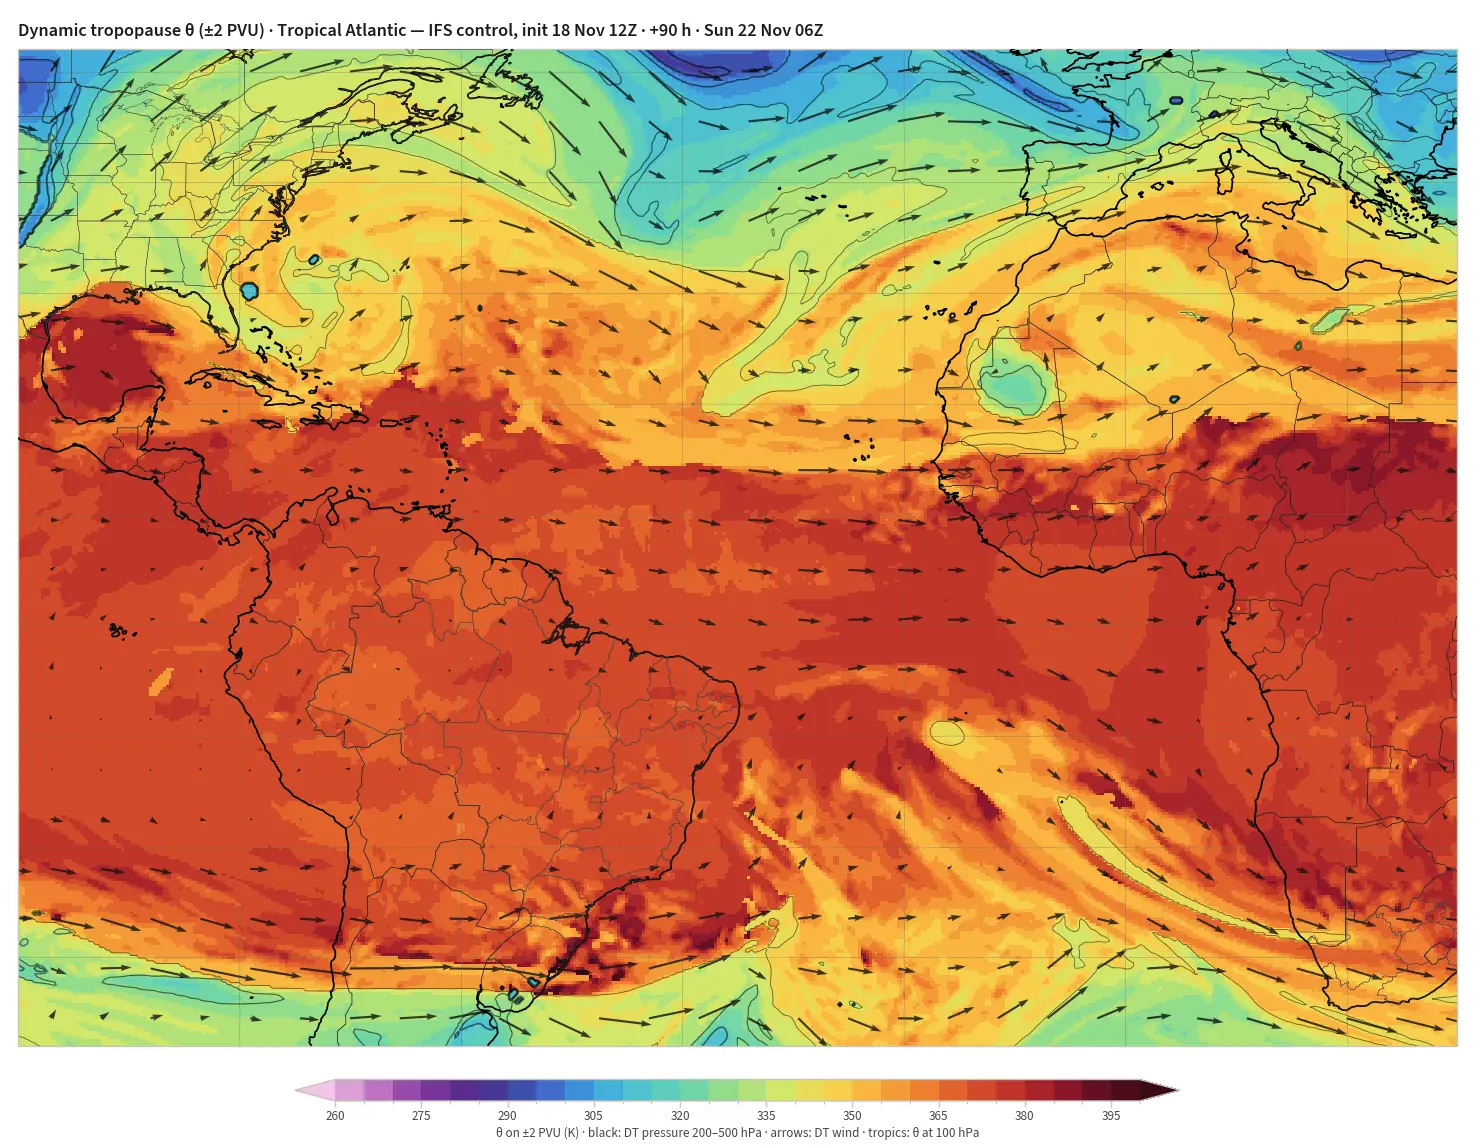 Dynamic tropopause θ (±2 PVU) · Tropical Atlantic — IFS control, init 18 Nov 12Z · +90 h · Sun 22 Nov 06Z
260 275 290 305 320 335 350 365 380 395
θ on ±2 PVU (K) · black: DT pressure 200–500 hPa · arrows: DT wind · tropics: θ at 100 hPa